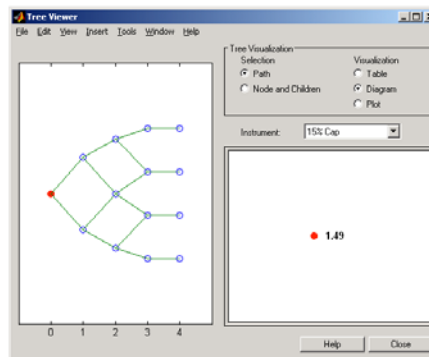 Tree Viewer
File Edit View Insert Tools Window Help
Tree Visualization
Selection
Visualization
Path
Table
Node and Children
Diagram
Plot
Instrument:
15% Cap
1.49
0 1 2 3 4
Help
Close